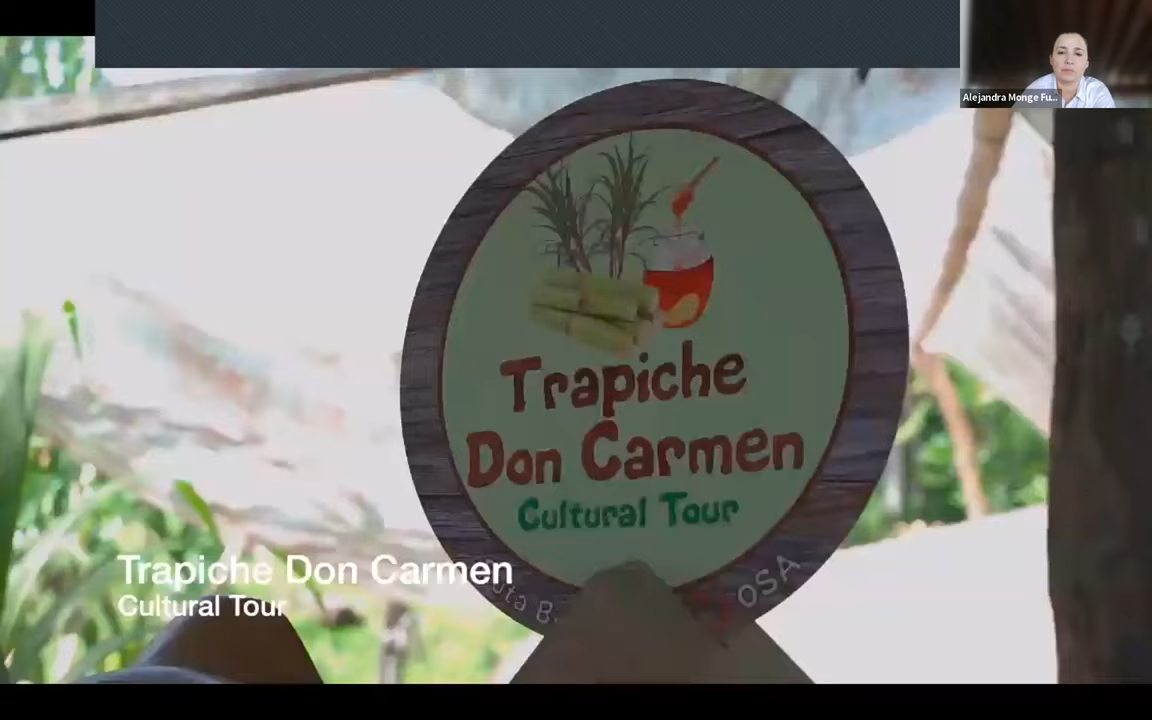 Alejandra Monge Fu...
Trapiche
Don Carmen
Cultural Tour
OSA
Trapiche Don Carmen
Cultural Tour